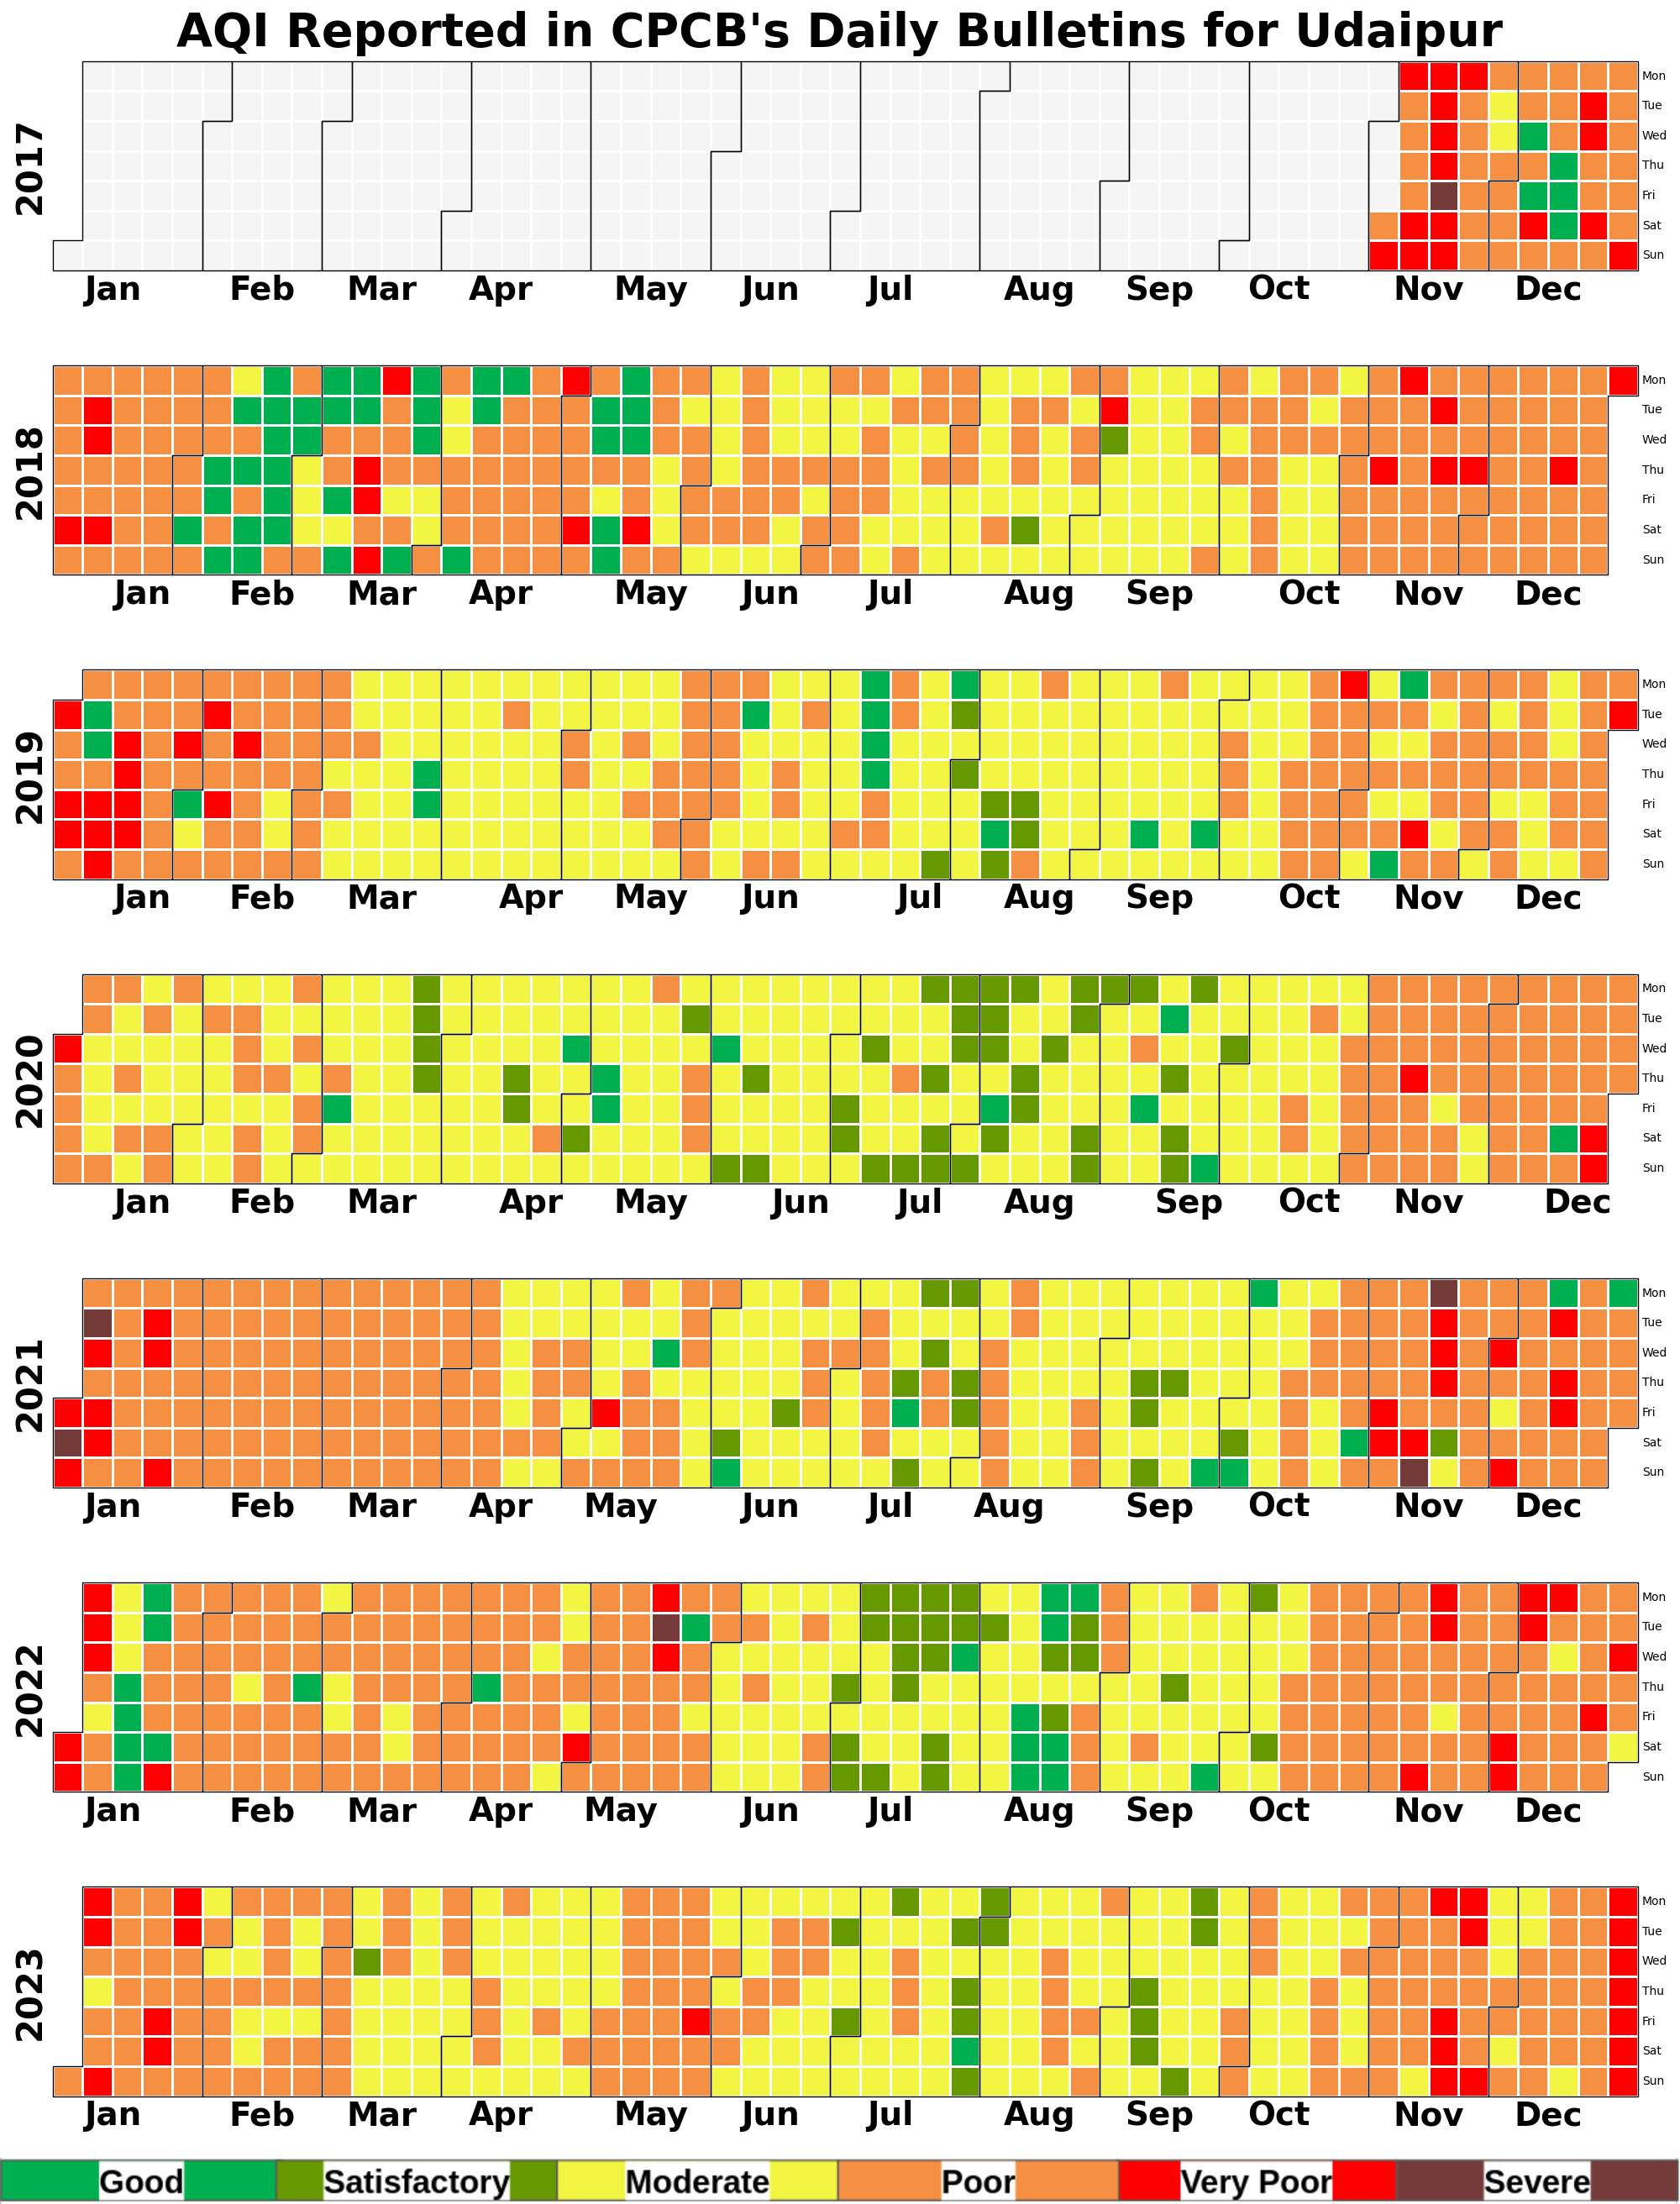 AQI Reported in CPCB's Daily Bulletins for Udaipur
2017
Mon
Tue
Wed
Thu
Fri
Sat
Sun
Jan Feb Mar Apr May Jun Jul Aug Sep Oct Nov Dec
2018
Mon
Tue
Wed
Thu
Fri
Sat
Sun
Jan Feb Mar Apr May Jun Jul Aug Sep Oct Nov Dec
2019
Mon
Tue
Wed
Thu
Fri
Sat
Sun
Jan Feb Mar Apr May Jun Jul Aug Sep Oct Nov Dec
2020
Mon
Tue
Wed
Thu
Fri
Sat
Sun
Jan Feb Mar Apr May Jun Jul Aug Sep Oct Nov Dec
2021
Mon
Tue
Wed
Thu
Fri
Sat
Sun
Jan Feb Mar Apr May Jun Jul Aug Sep Oct Nov Dec
2022
Mon
Tue
Wed
Thu
Fri
Sat
Sun
Jan Feb Mar Apr May Jun Jul Aug Sep Oct Nov Dec
2023
Mon
Tue
Wed
Thu
Fri
Sat
Sun
Jan Feb Mar Apr May Jun Jul Aug Sep Oct Nov Dec
Good Satisfactory Moderate Poor Very Poor Severe